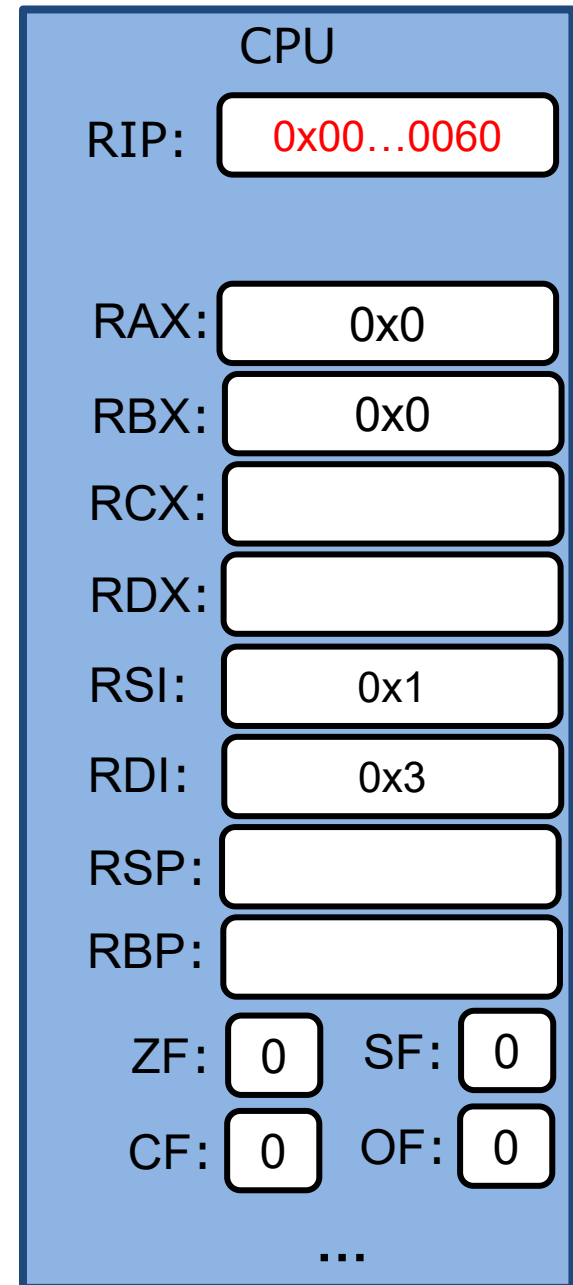 CPU
RIP: 0x00...0060
RAX: 0x0
RBX: 0x0
RCX:
RDX:
RSI: 0x1
RDI: 0x3
RSP:
RBP:
ZF: 0 SF: 0
CF: 0 OF: 0
...